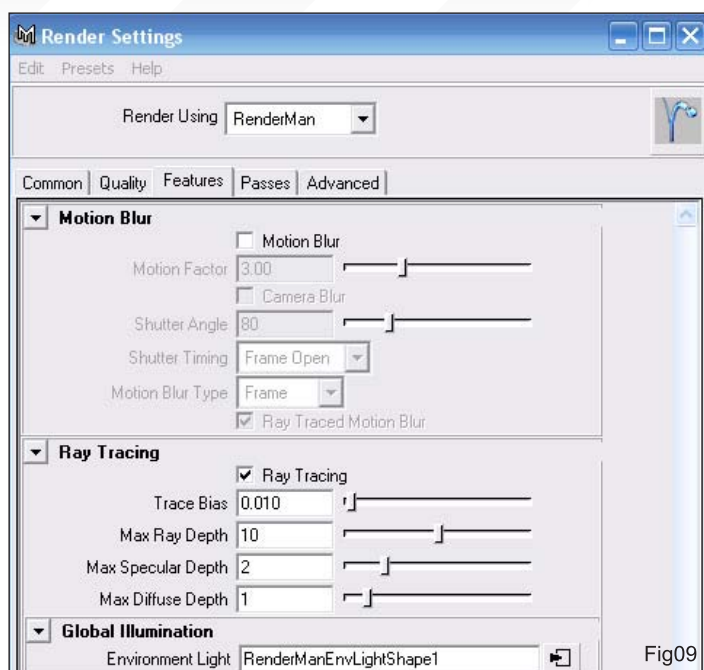 Render Settings
Edit Presets Help
Render Using RenderMan
Common Quality Features Passes Advanced
Motion Blur
Motion Blur
Motion Factor 3.00
Camera Blur
Shutter Angle 80
Shutter Timing Frame Open
Motion Blur Type Frame
Ray Traced Motion Blur
Ray Tracing
Ray Tracing
Trace Bias 0.010
Max Ray Depth 10
Max Specular Depth 2
Max Diffuse Depth 1
Global Illumination
Environment Light RenderManEnvLightShape1
Fig09